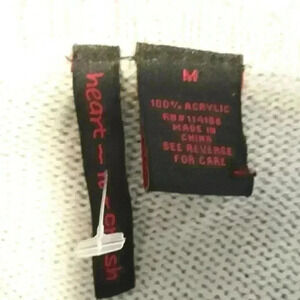 heart
M
100% ACRYLIC
RN#114186
MADE IN
CHINA
SEE REVERSE
FOR CARE